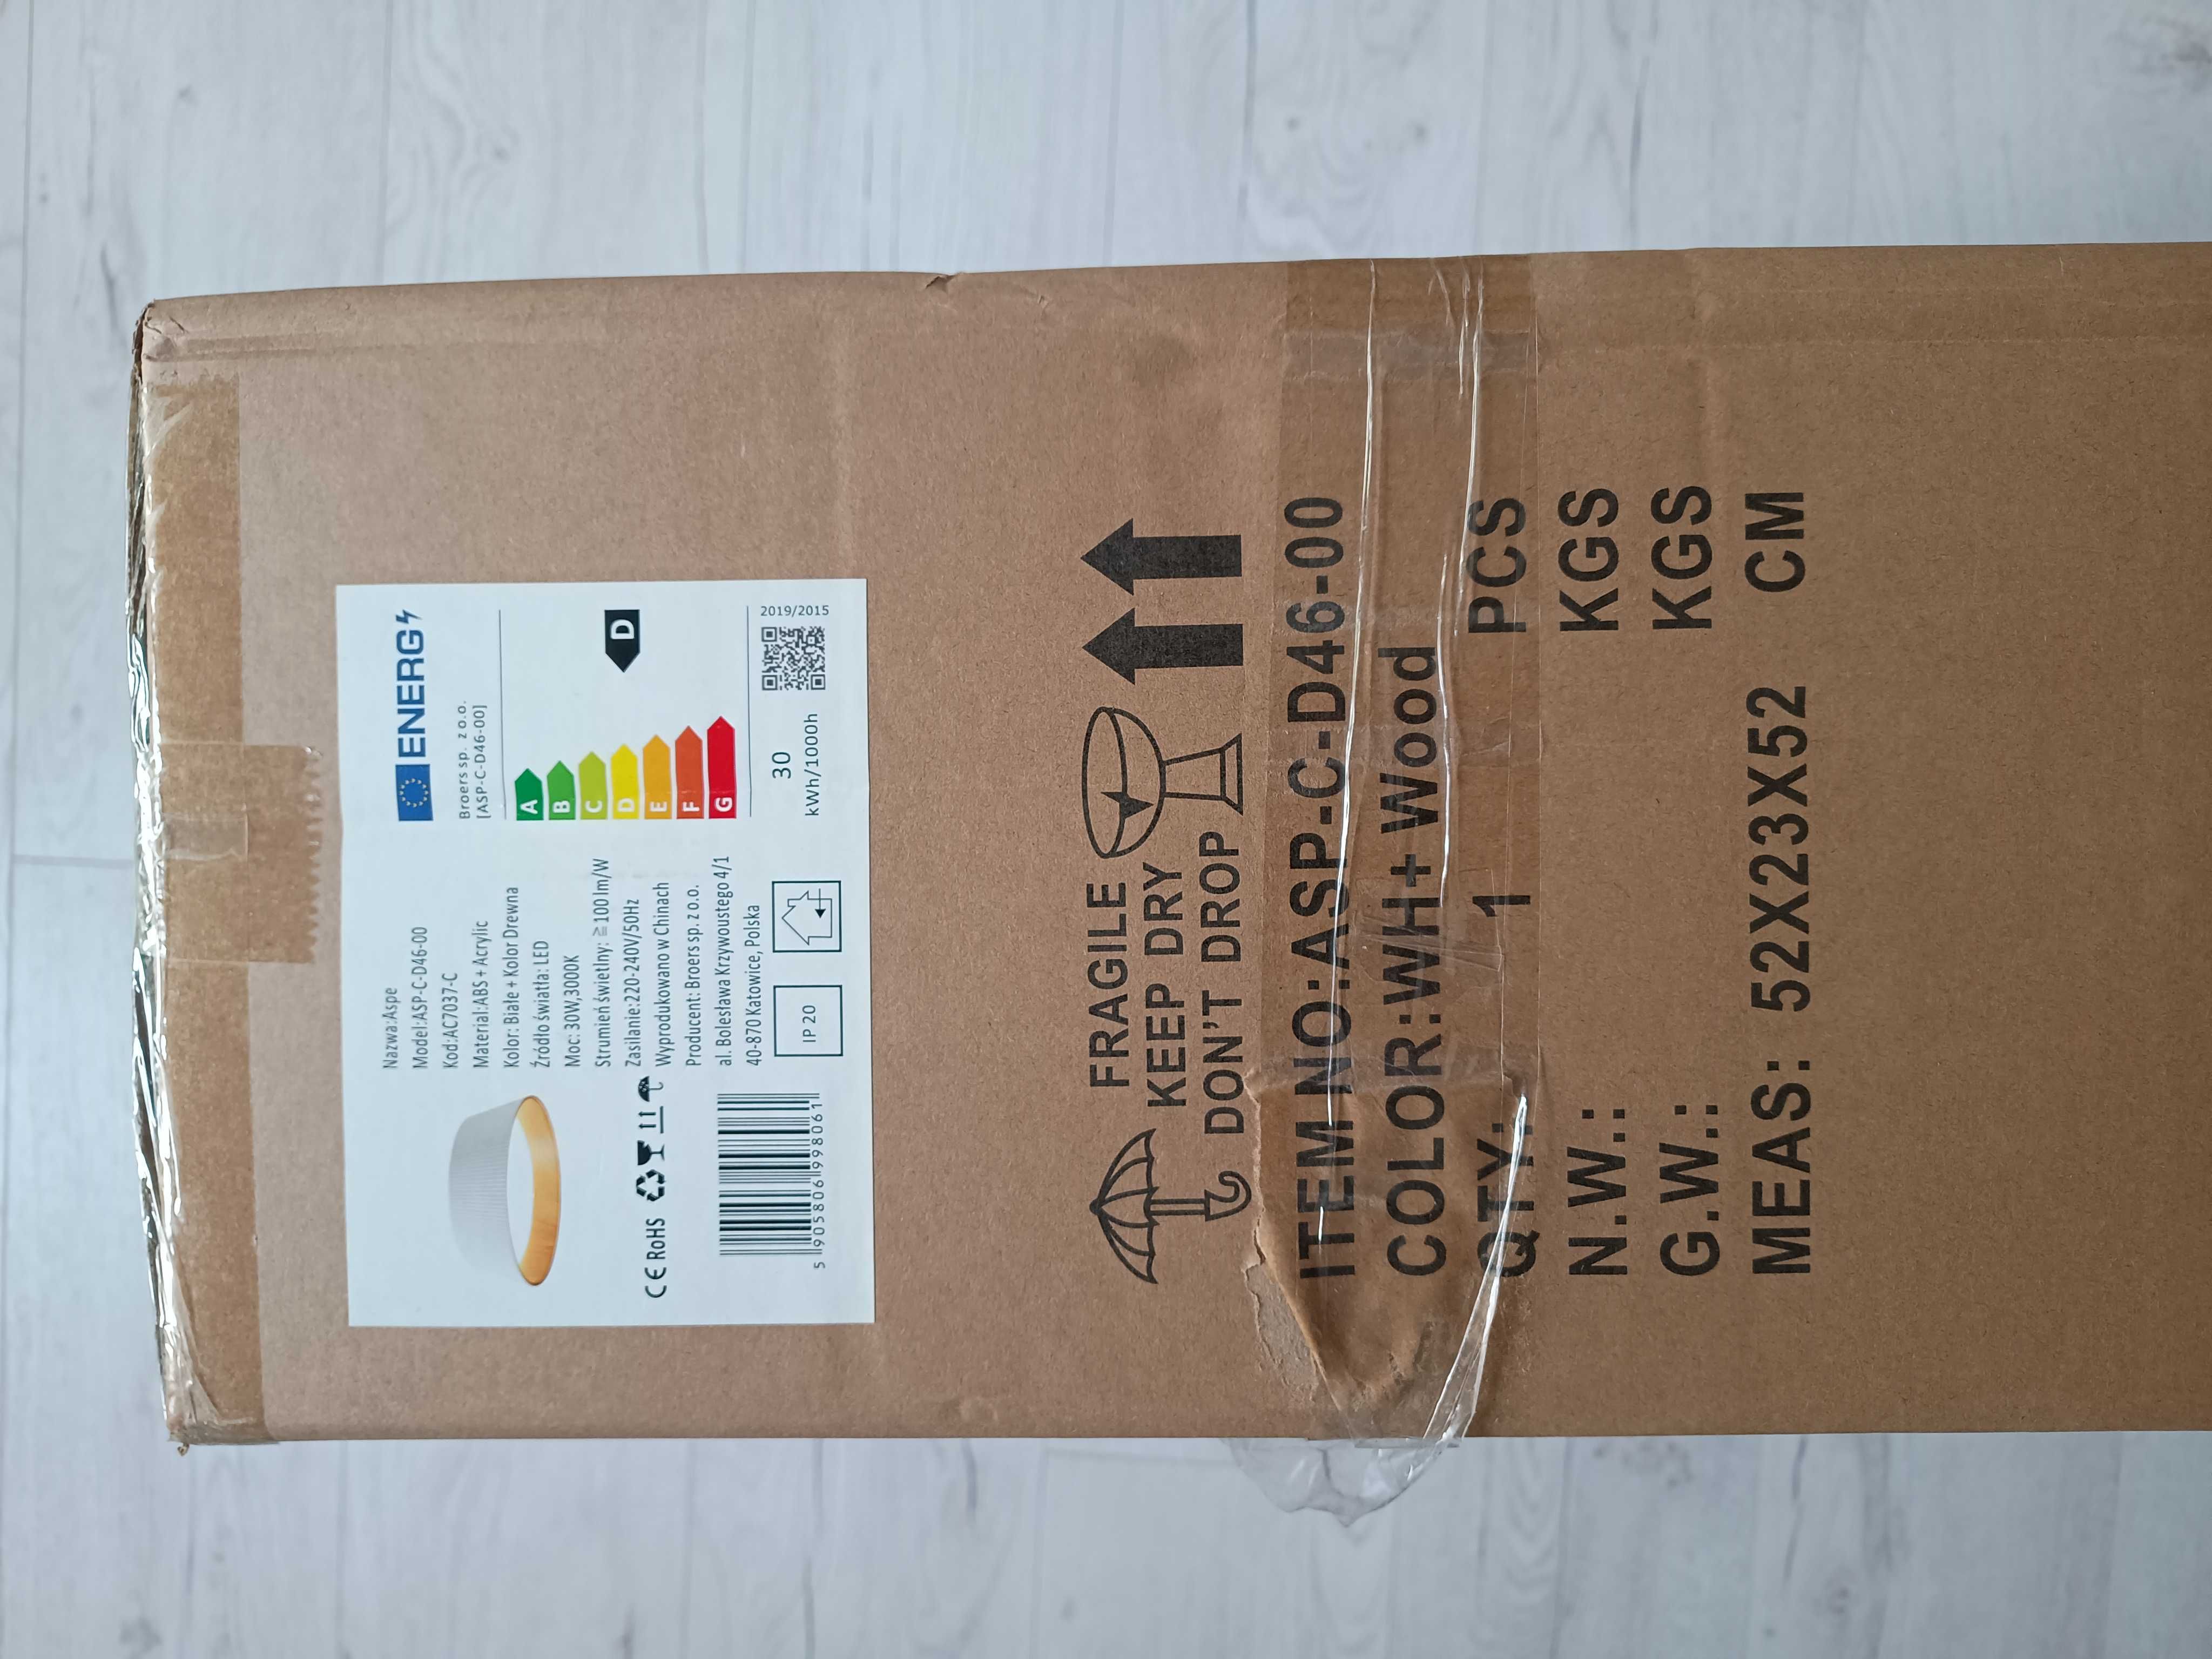 Nazwa:Aspe
Model:ASP-C-D46-00
Kod:AC7037-C
Material:ABS + Acrylic
Kolor: Białe + Kolor Drewna
Źródło światła: LED
Moc: 30W,3000K
Strumień świetlny: ≧100 lm/W
Zasilanie:220-240V/50Hz
Wyprodukowano w Chinach
Producent: Broers sp. z o.o.
al. Bolesława Krzywoustego 4/1
40-870 Katowice, Polska
IP 20
CE RoHS
5 905806 998061
ENERG
Broers sp. z o.o.
[ASP-C-D46-00]
A
B
C
D
E
F
G
D
30
kWh/1000h
2019/2015
FRAGILE
KEEP DRY
DON'T DROP
ITEM NO:ASP-C-D46-00
COLOR:WH+ Wood
QTY: 1 PCS
N.W.: KGS
G.W.: KGS
MEAS: 52X23X52 CM